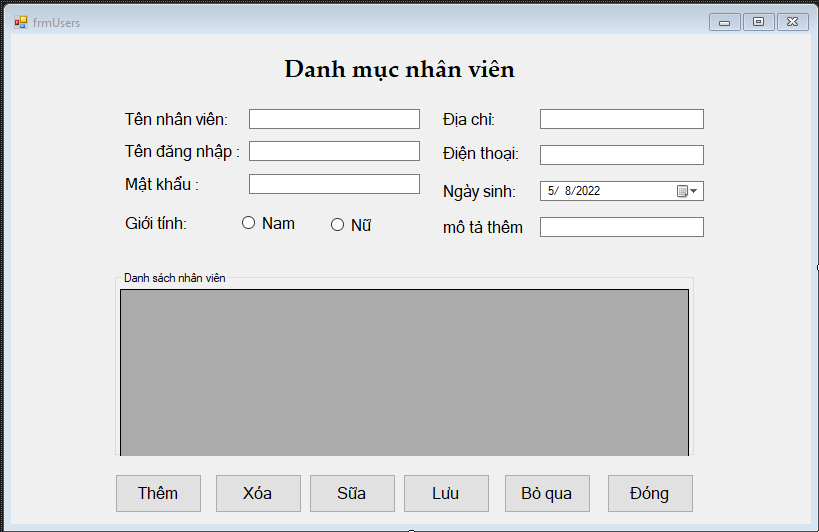 frmUsers
Danh mục nhân viên
Tên nhân viên:
Địa chỉ:
Tên đăng nhập :
Điện thoại:
Mật khẩu :
Ngày sinh:
5/ 8/2022
Giới tính:
Nam
Nữ
mô tả thêm
Danh sách nhân viên
Thêm
Xóa
Sữa
Lưu
Bỏ qua
Đóng